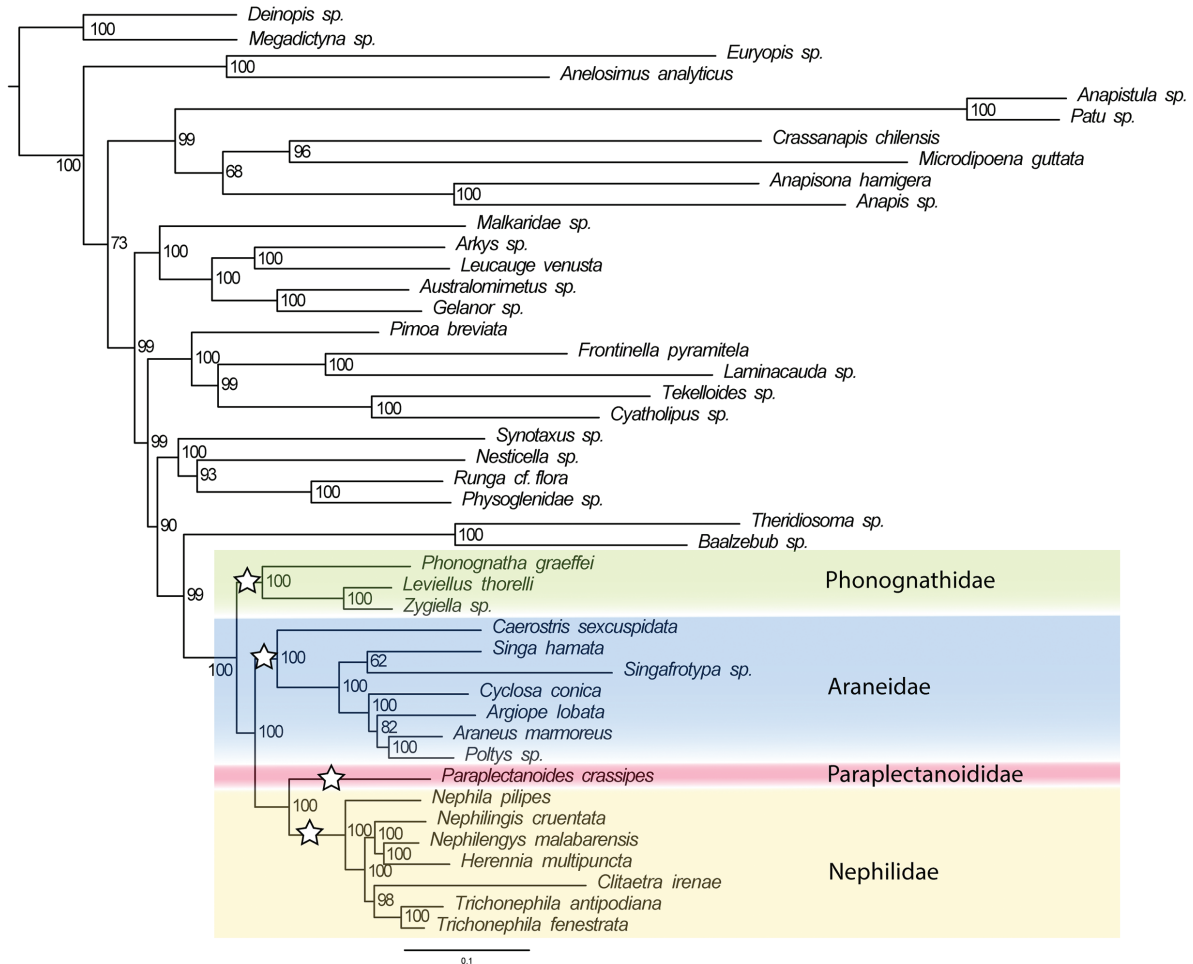 Deinopis sp.
100
Megadictyna sp.
Euryopis sp.
100
Anelosimus analyticus
Anapistula sp.
100
Patu sp.
99
Crassanapis chilensis
96
Microdipoena guttata
100
68
Anapisona hamigera
100
Anapis sp.
Malkaridae sp.
73
Arkys sp.
100
100
Leucauge venusta
100
Australomimetus sp.
100
Gelanor sp.
Pimoa breviata
99
Frontinella pyramitela
100
100
Laminacauda sp.
99
Tekelloides sp.
100
Cyatholipus sp.
Synotaxus sp.
99
100
Nesticella sp.
93
Runga cf. flora
100
Physoglenidae sp.
90
Theridiosoma sp.
100
Baalzebub sp.
Phonognatha graeffei
100
Phonognathidae
Leviellus thorelli
99
100
Zygiella sp.
Caerostris sexcuspidata
Singa hamata
100
62
100
Singafrotypa sp.
100
Araneidae
Cyclosa conica
100
Argiope lobata
82
100
Araneus marmoreus
100
Poltys sp.
Paraplectanoides crassipes
Paraplectanoididae
Nephila pilipes
100
Nephilingis cruentata
100
100
Nephilengys malabarensis
100
Herennia multipuncta
100
Nephilidae
Clitaetra irenae
98
Trichonephila antipodiana
100
Trichonephila fenestrata
0.1